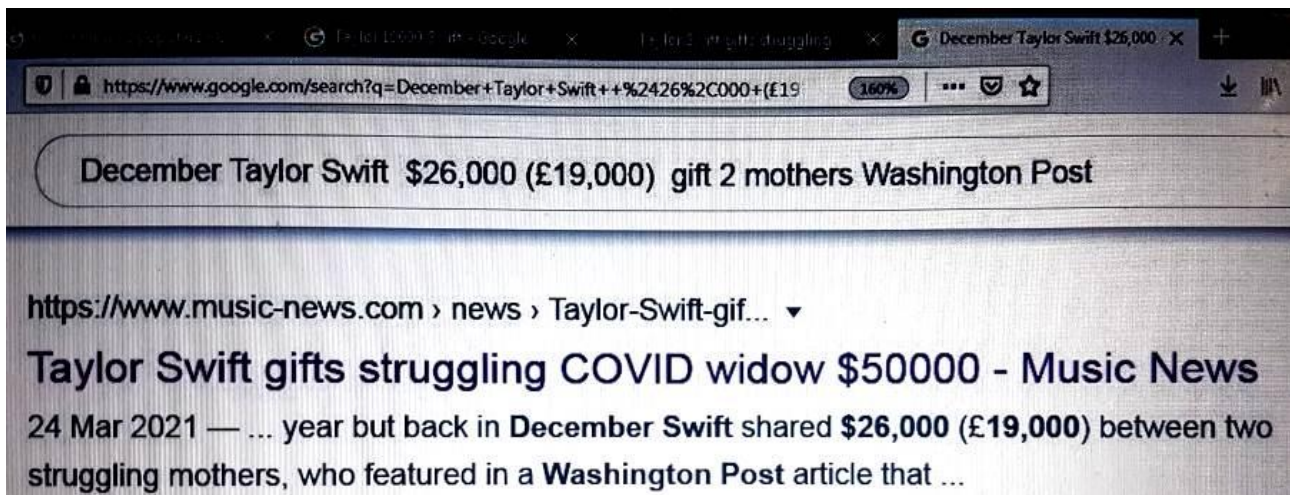 December Taylor Swift $26,000
https://www.google.com/search?q=December+Taylor+Swift++%2426%2C000+(£19 160%
December Taylor Swift $26,000 (£19,000) gift 2 mothers Washington Post
https://www.music-news.com › news › Taylor-Swift-gif...
Taylor Swift gifts struggling COVID widow $50000 - Music News
24 Mar 2021 — ... year but back in December Swift shared $26,000 (£19,000) between two
struggling mothers, who featured in a Washington Post article that ...